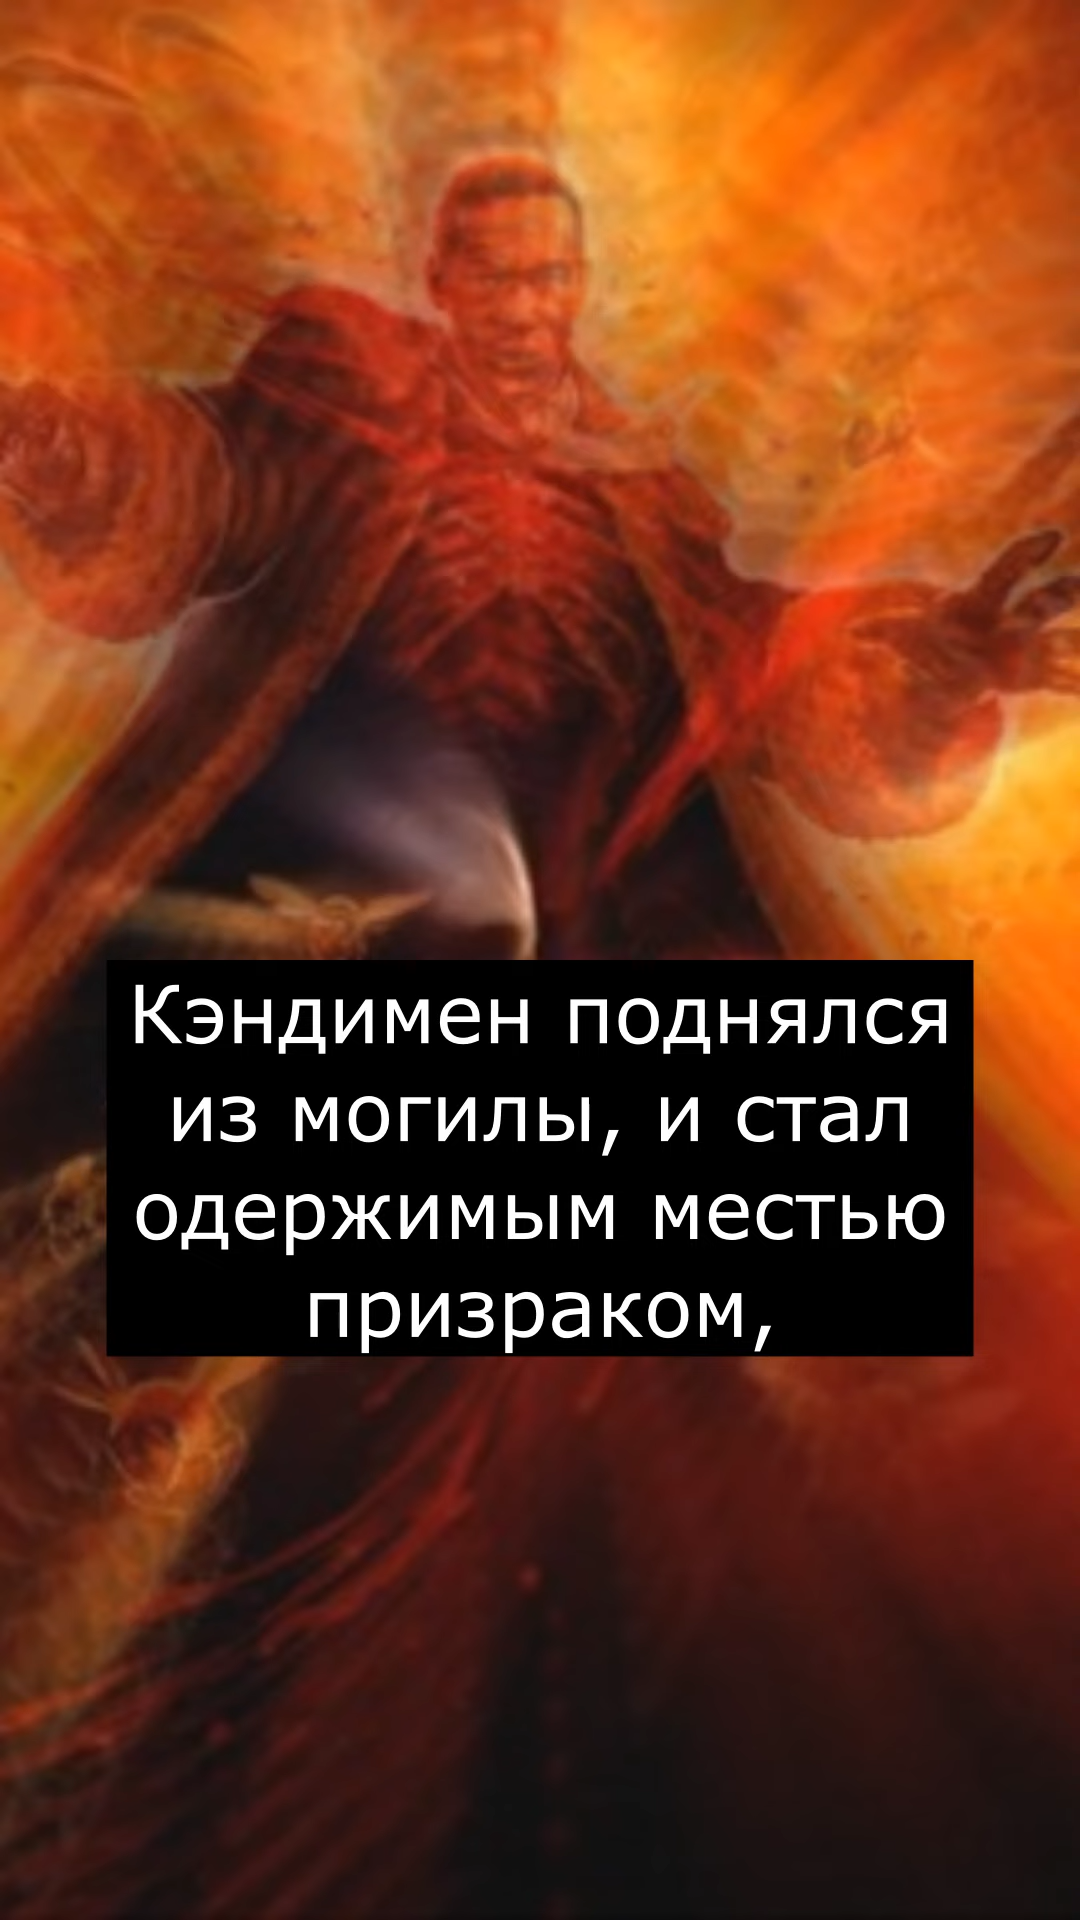 Кэндимен поднялся
из могилы, и стал
одержимым местью
призраком,